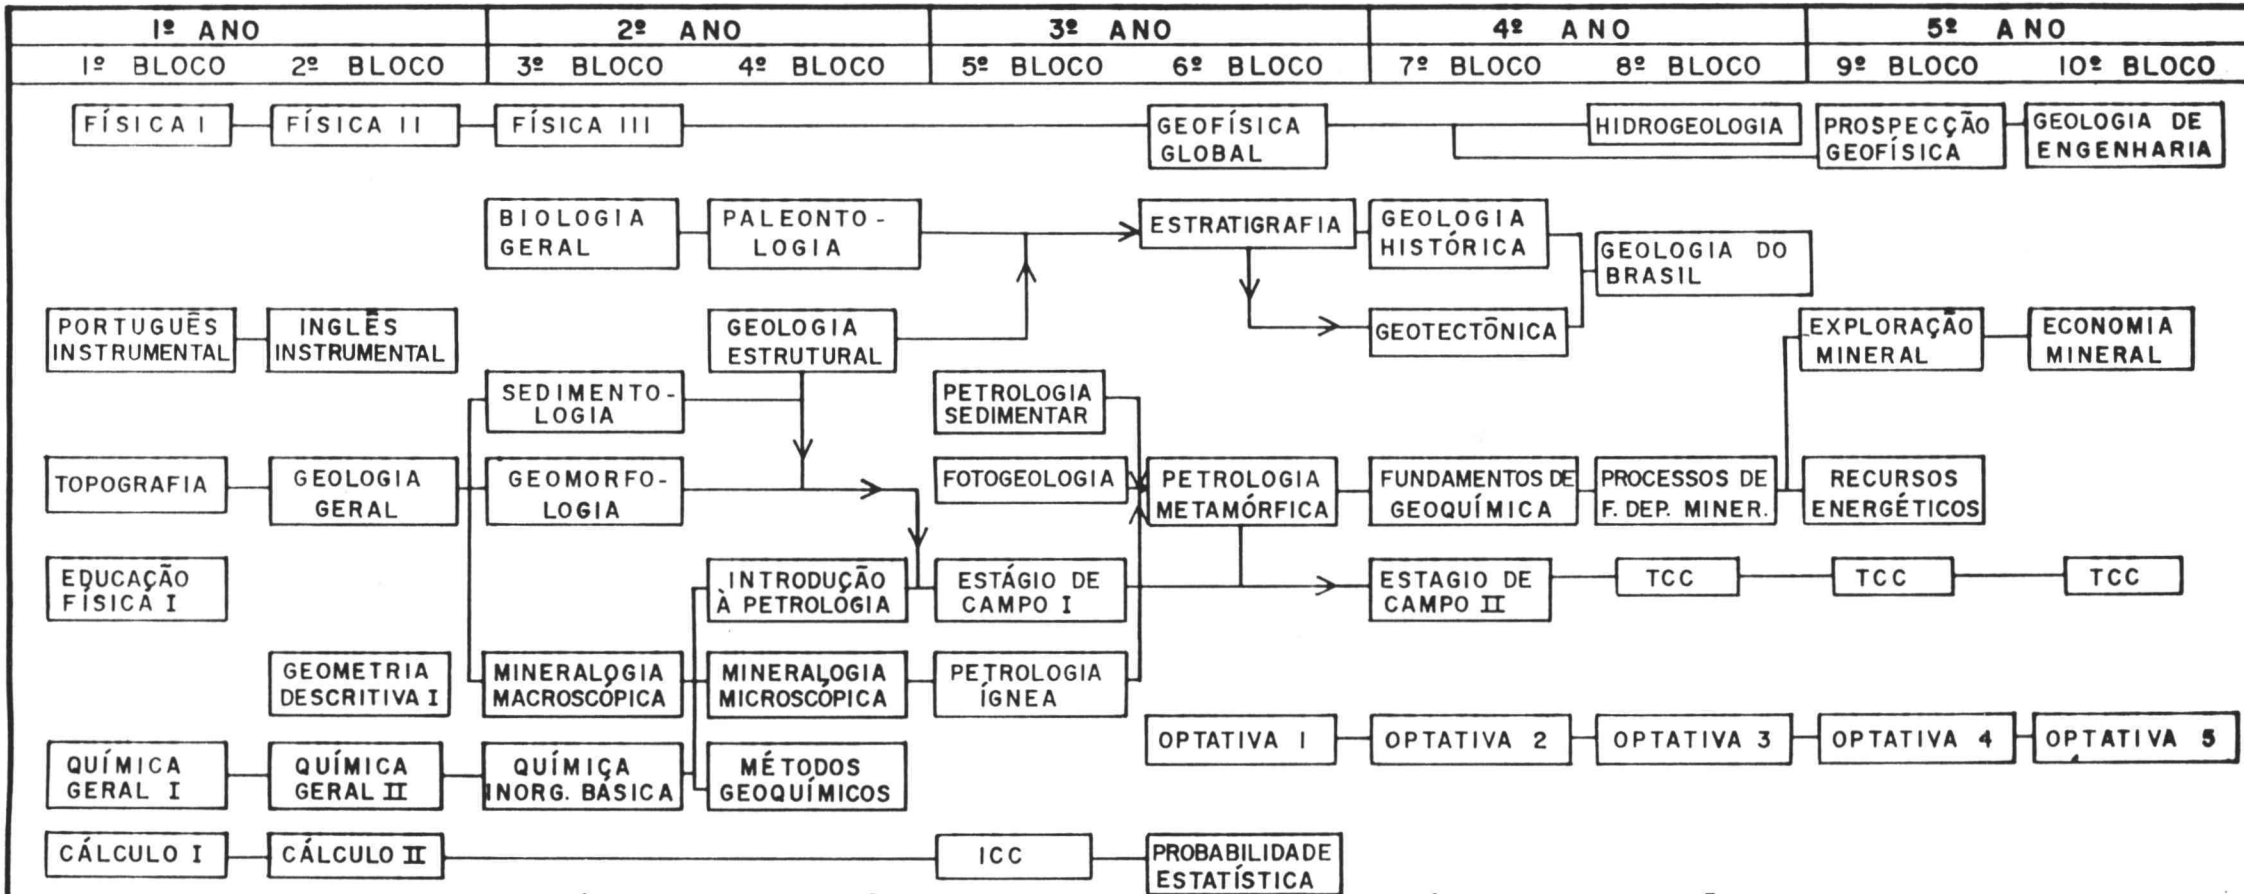 1º ANO 2º ANO 3º ANO 4º ANO 5º ANO
1º BLOCO 2º BLOCO 3º BLOCO 4º BLOCO 5º BLOCO 6º BLOCO 7º BLOCO 8º BLOCO 9º BLOCO 10º BLOCO
FÍSICA I
FÍSICA II
FÍSICA III
GEOFÍSICA
GLOBAL
HIDROGEOLOGIA
PROSPECÇÃO
GEOFÍSICA
GEOLOGIA DE
ENGENHARIA
BIOLOGIA
GERAL
PALEONTO-
LOGIA
ESTRATIGRAFIA
GEOLOGIA
HISTÓRICA
GEOLOGIA DO
BRASIL
PORTUGUÊS
INSTRUMENTAL
INGLÊS
INSTRUMENTAL
GEOLOGIA
ESTRUTURAL
GEOTECTÔNICA
EXPLORAÇÃO
MINERAL
ECONOMIA
MINERAL
SEDIMENTO-
LOGIA
PETROLOGIA
SEDIMENTAR
TOPOGRAFIA
GEOLOGIA
GERAL
GEOMORFO-
LOGIA
FOTOGEOLOGIA
PETROLOGIA
METAMÓRFICA
FUNDAMENTOS DE
GEOQUÍMICA
PROCESSOS DE
F. DEP. MINER.
RECURSOS
ENERGÉTICOS
EDUCAÇÃO
FÍSICA I
INTRODUÇÃO
À PETROLOGIA
ESTÁGIO DE
CAMPO I
ESTAGIO DE
CAMPO II
TCC
TCC
TCC
GEOMETRIA
DESCRITIVA I
MINERALOGIA
MACROSCÓPICA
MINERALOGIA
MICROSCÓPICA
PETROLOGIA
ÍGNEA
OPTATIVA 1
OPTATIVA 2
OPTATIVA 3
OPTATIVA 4
OPTATIVA 5
QUÍMICA
GERAL I
QUÍMICA
GERAL II
QUÍMIÇA
INORG. BÁSICA
MÉTODOS
GEOQUÍMICOS
CÁLCULO I
CÁLCULO II
ICC
PROBABILIDADE
ESTATÍSTICA